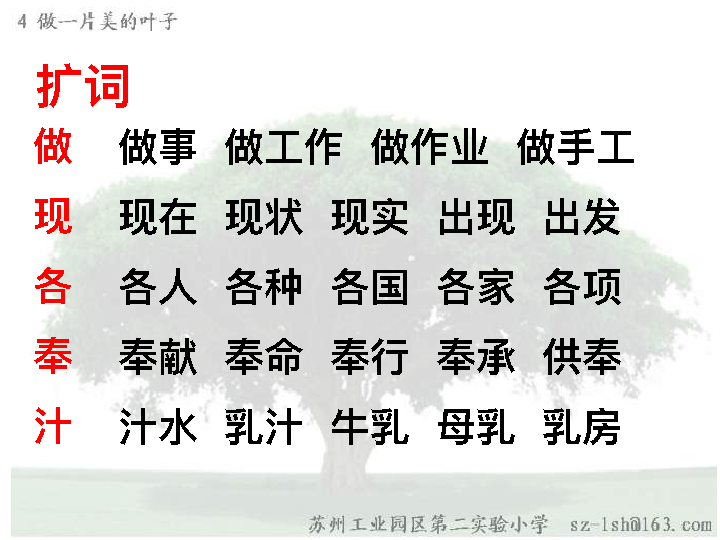 4 做一片美的叶子
扩词
做 做事 做工作 做作业 做手工
现 现在 现状 现实 出现 出发
各 各人 各种 各国 各家 各项
奉 奉献 奉命 奉行 奉承 供奉
汁 汁水 乳汁 牛乳 母乳 乳房
苏州工业园区第二实验小学 sz-lsh@163.com